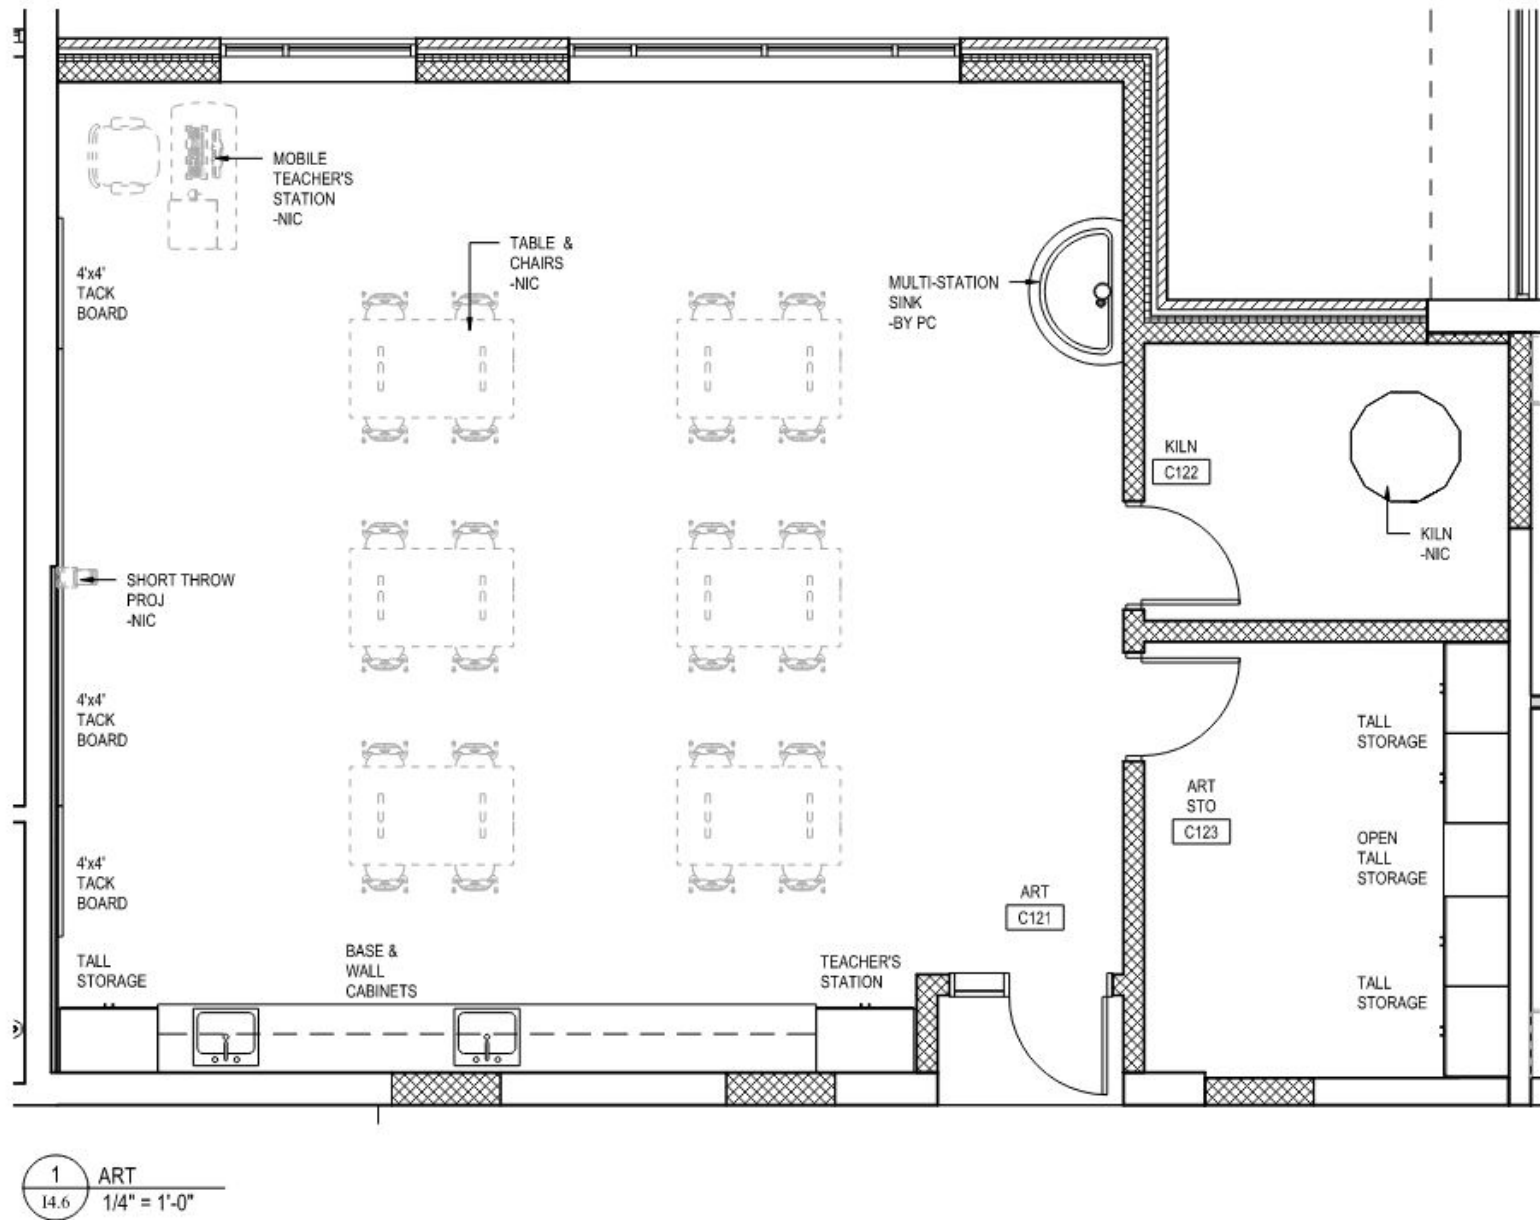 MOBILE
TEACHER'S
STATION
-NIC
TABLE &
CHAIRS
-NIC
4'x4'
TACK
BOARD
MULTI-STATION
SINK
-BY PC
KILN
C122
KILN
-NIC
SHORT THROW
PROJ
-NIC
4'x4'
TACK
BOARD
TALL
STORAGE
ART
STO
C123
OPEN
TALL
STORAGE
4'x4'
TACK
BOARD
ART
C121
TALL
STORAGE
BASE &
WALL
CABINETS
TEACHER'S
STATION
TALL
STORAGE
1 ART
I4.6 1/4" = 1'-0"